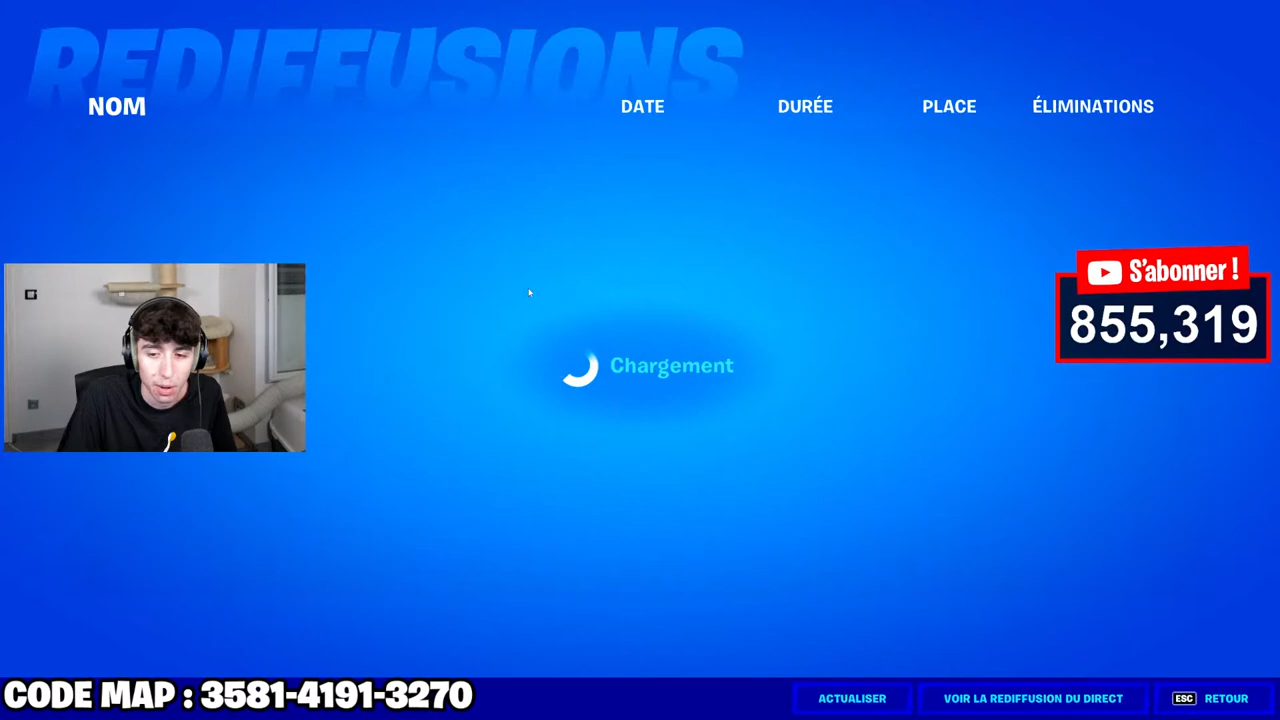 REDIFFUSIONS
NOM DATE DURÉE PLACE ÉLIMINATIONS
S'abonner !
855,319
Chargement
CODE MAP : 3581-4191-3270
ACTUALISER VOIR LA REDIFFUSION DU DIRECT ESC RETOUR